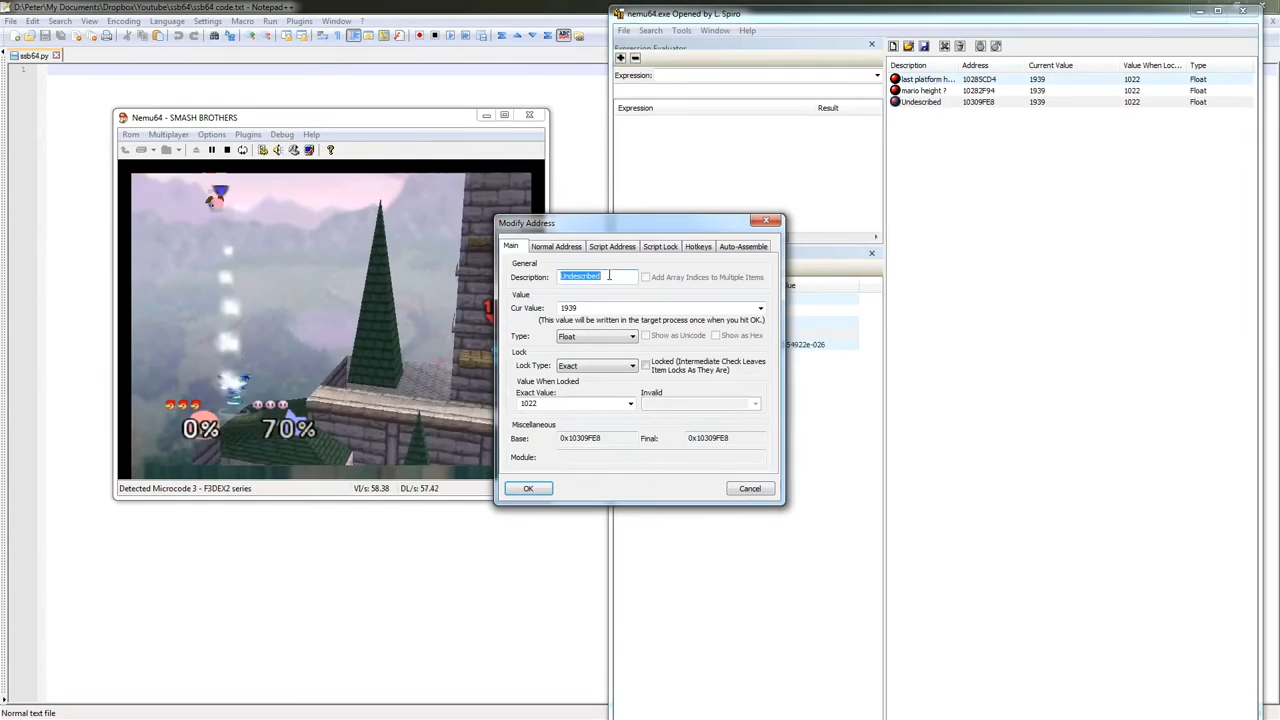 D:\Peter\My Documents\Dropbox\Youtube\ssb64\ssb64 code.txt - Notepad++
File Edit Search View Encoding Language Settings Macro Run Plugins Window ?
ssb64.py
1
Normal text file
Nemu64 - SMASH BROTHERS
Rom Multiplayer Options Plugins Debug Help
0% 70%
Detected Microcode 3 - F3DEX2 series VI/s: 58.38 DL/s: 57.42
nemu64.exe Opened by L. Spiro
File Search Tools Window Help
Expression Evaluator
Expression:
Expression Result
Description Address Current Value Value When Loc... Type
last platform h... 10285CD4 1939 1022 Float
mario height ? 10282F94 1939 1022 Float
Undescribed 10309FE8 1939 1022 Float
54922e-026
Modify Address
Main Normal Address Script Address Script Lock Hotkeys Auto-Assemble
General
Description: Undescribed Add Array Indices to Multiple Items
Value
Cur Value: 1939
(This value will be written in the target process once when you hit OK.)
Type: Float Show as Unicode Show as Hex
Lock
Lock Type: Exact Locked (Intermediate Check Leaves
Item Locks As They Are)
Value When Locked
Exact Value: Invalid
1022
Miscellaneous
Base: 0x10309FE8 Final: 0x10309FE8
Module:
OK Cancel